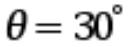 θ = 30°